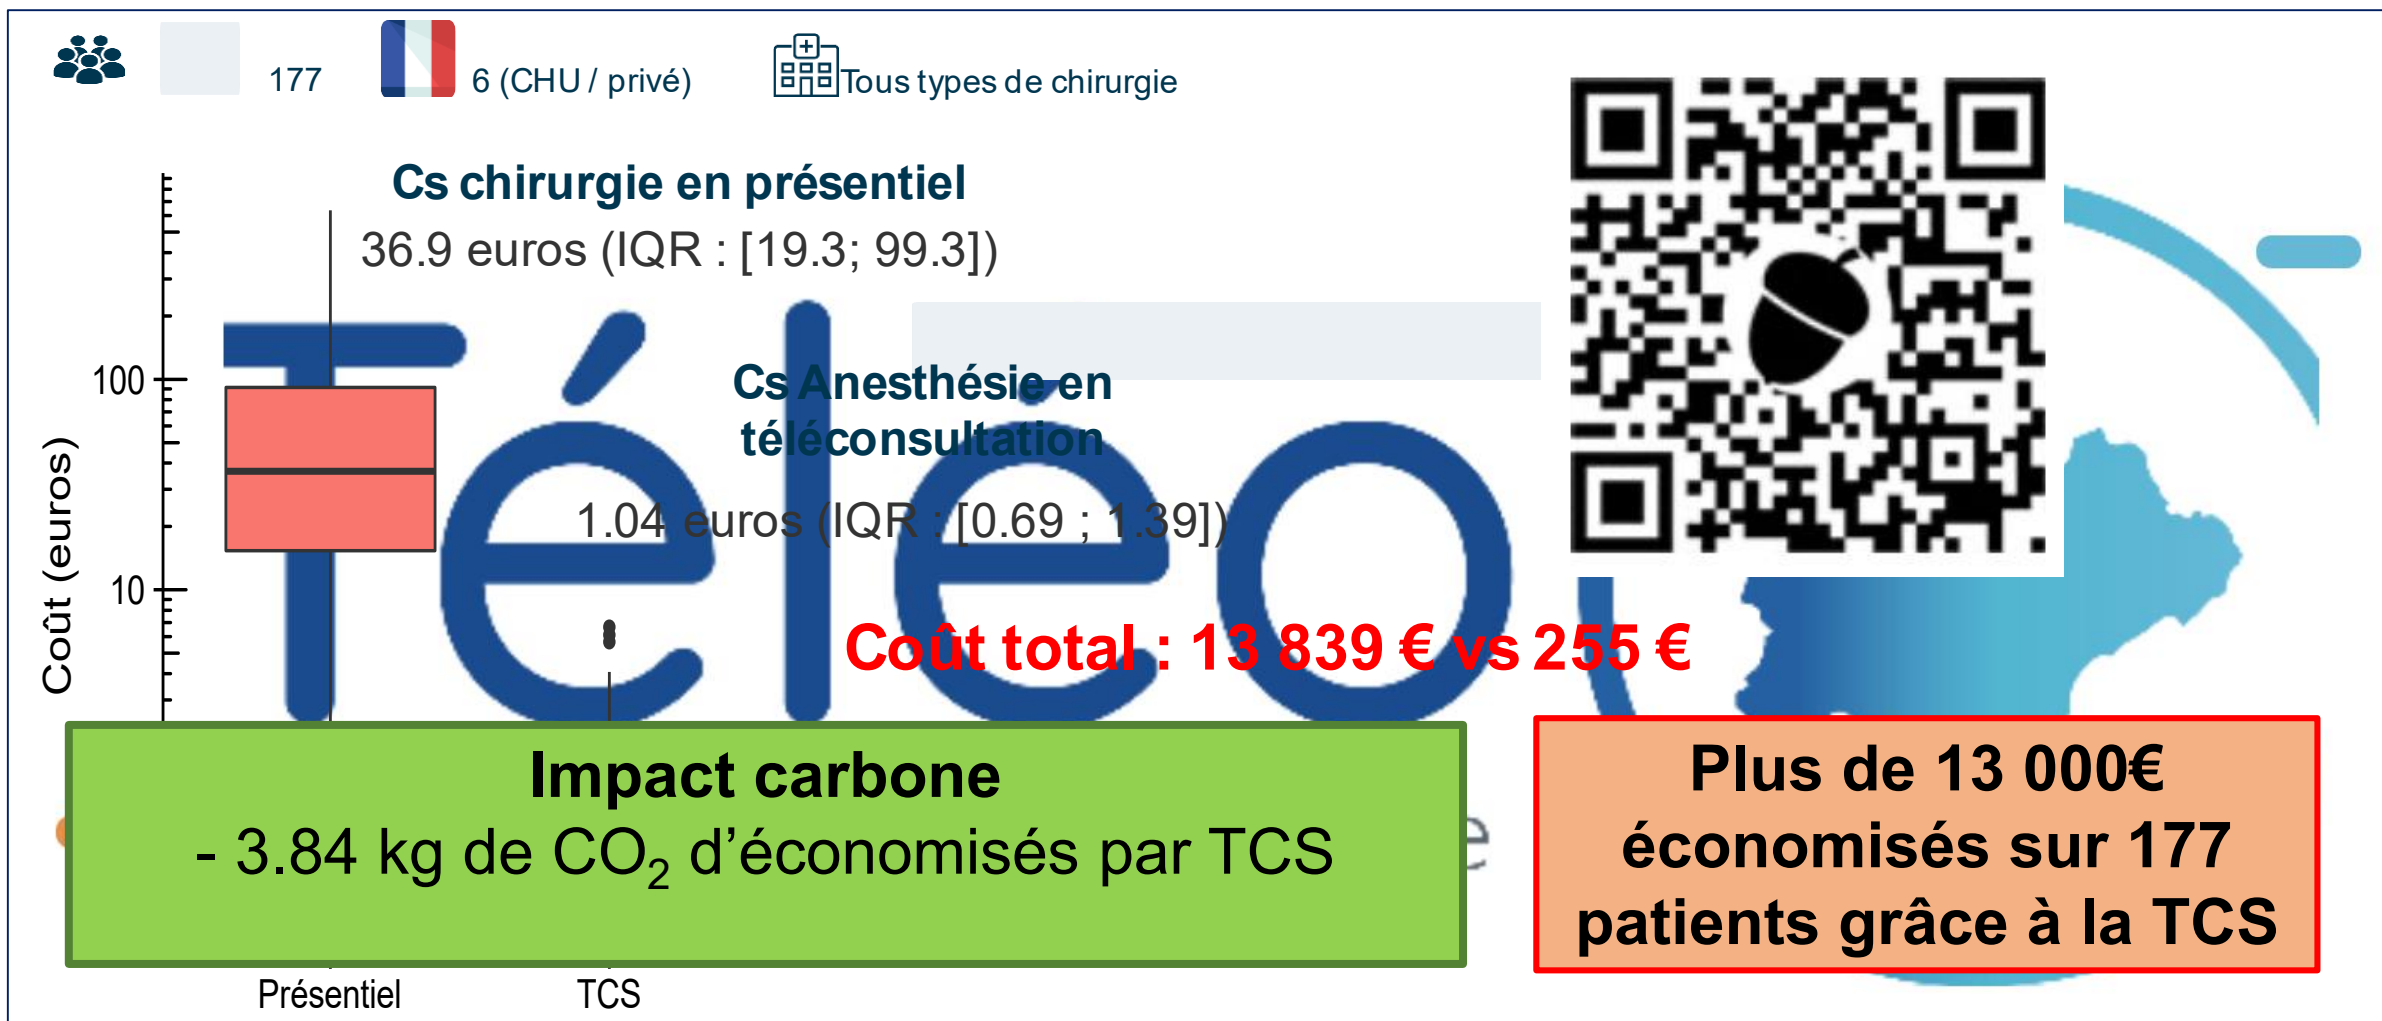 177
6 (CHU / privé)
Tous types de chirurgie
Cs chirurgie en présentiel
36.9 euros (IQR : [19.3; 99.3])
Téléo
Cs Anesthésie en
téléconsultation
1.04 euros (IQR : [0.69 ; 1.39])
Coût total : 13 839 € vs 255 €
Coût (euros)
100
10
Impact carbone
- 3.84 kg de CO₂ d’économisés par TCS
e
Plus de 13 000€
économisés sur 177
patients grâce à la TCS
Présentiel
TCS